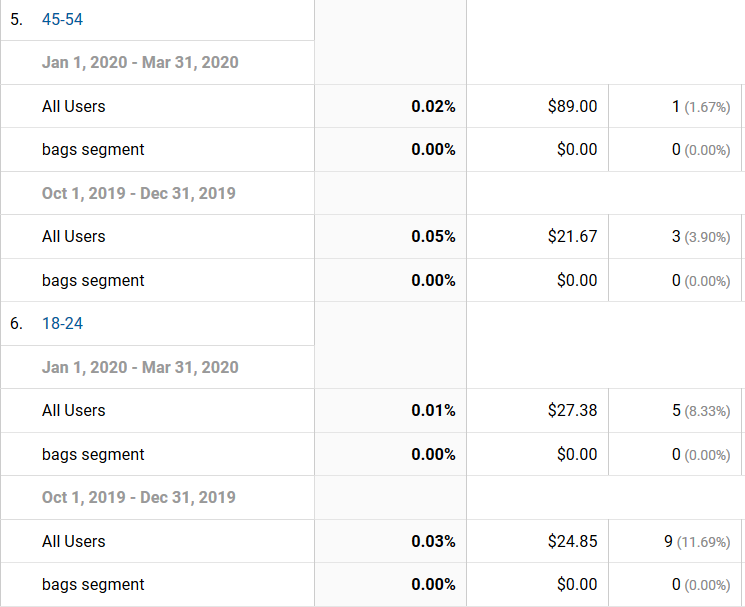 5. 45-54
Jan 1, 2020 - Mar 31, 2020
All Users 0.02% $89.00 1 (1.67%)
bags segment 0.00% $0.00 0 (0.00%)
Oct 1, 2019 - Dec 31, 2019
All Users 0.05% $21.67 3 (3.90%)
bags segment 0.00% $0.00 0 (0.00%)
6. 18-24
Jan 1, 2020 - Mar 31, 2020
All Users 0.01% $27.38 5 (8.33%)
bags segment 0.00% $0.00 0 (0.00%)
Oct 1, 2019 - Dec 31, 2019
All Users 0.03% $24.85 9 (11.69%)
bags segment 0.00% $0.00 0 (0.00%)